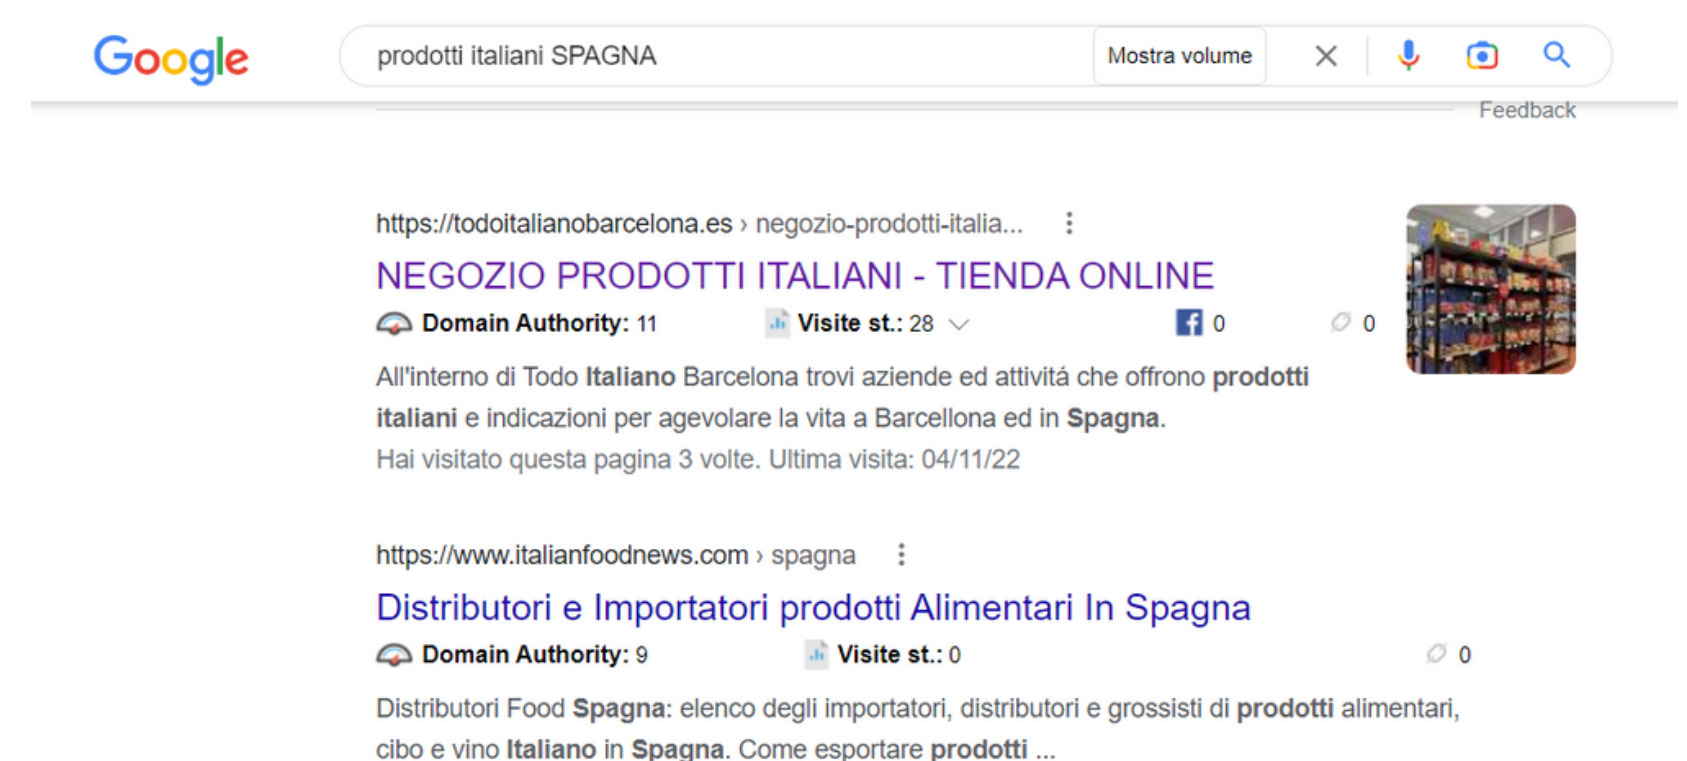 Google
prodotti italiani SPAGNA
Mostra volume
Feedback
https://todoitalianobarcelona.es › negozio-prodotti-italia...
NEGOZIO PRODOTTI ITALIANI - TIENDA ONLINE
Domain Authority: 11 Visite st.: 28 0 0
All'interno di Todo Italiano Barcelona trovi aziende ed attivitá che offrono prodotti
italiani e indicazioni per agevolare la vita a Barcellona ed in Spagna.
Hai visitato questa pagina 3 volte. Ultima visita: 04/11/22
https://www.italianfoodnews.com › spagna
Distributori e Importatori prodotti Alimentari In Spagna
Domain Authority: 9 Visite st.: 0 0
Distributori Food Spagna: elenco degli importatori, distributori e grossisti di prodotti alimentari,
cibo e vino Italiano in Spagna. Come esportare prodotti ...